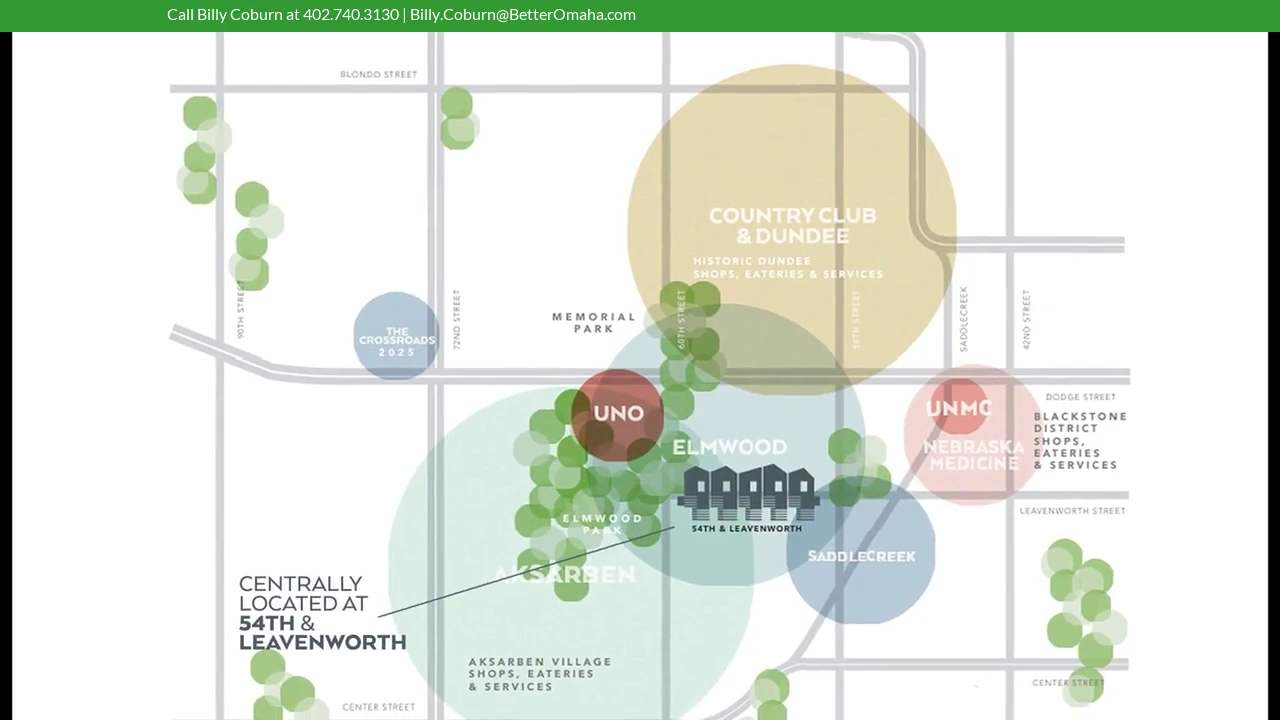 Call Billy Coburn at 402.740.3130 | Billy.Coburn@BetterOmaha.com
BLONDO STREET
COUNTRY CLUB
& DUNDEE
HISTORIC DUNDEE
SHOPS, EATERIES & SERVICES
90TH STREET
72ND STREET
60TH STREET
50TH STREET
SADDLECREEK
42ND STREET
MEMORIAL
PARK
THE
CROSSROADS
2025
DODGE STREET
UNO
UNMC
NEBRASKA
MEDICINE
BLACKSTONE
DISTRICT
SHOPS,
EATERIES
& SERVICES
ELMWOOD
LEAVENWORTH STREET
ELMWOOD
PARK
54TH & LEAVENWORTH
SADDLECREEK
AKSARBEN
CENTRALLY
LOCATED AT
54TH &
LEAVENWORTH
AKSARBEN VILLAGE
SHOPS, EATERIES
& SERVICES
CENTER STREET
CENTER STREET